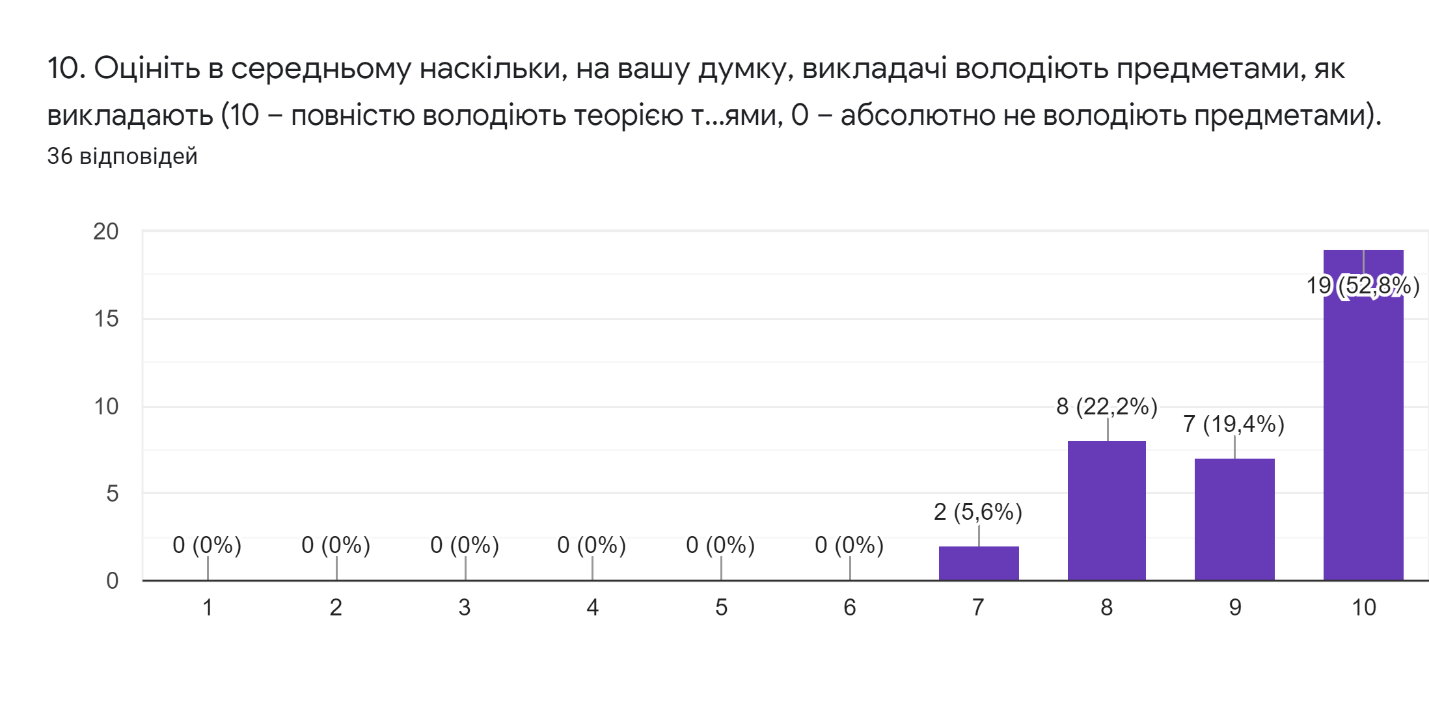 10. Оцініть в середньому наскільки, на вашу думку, викладачі володіють предметами, як
викладають (10 – повністю володіють теорією т...ями, 0 – абсолютно не володіють предметами).
36 відповідей
20
15
10
5
0
0 (0%) 0 (0%) 0 (0%) 0 (0%) 0 (0%) 0 (0%) 2 (5,6%) 8 (22,2%) 7 (19,4%) 19 (52,8%)
1 2 3 4 5 6 7 8 9 10